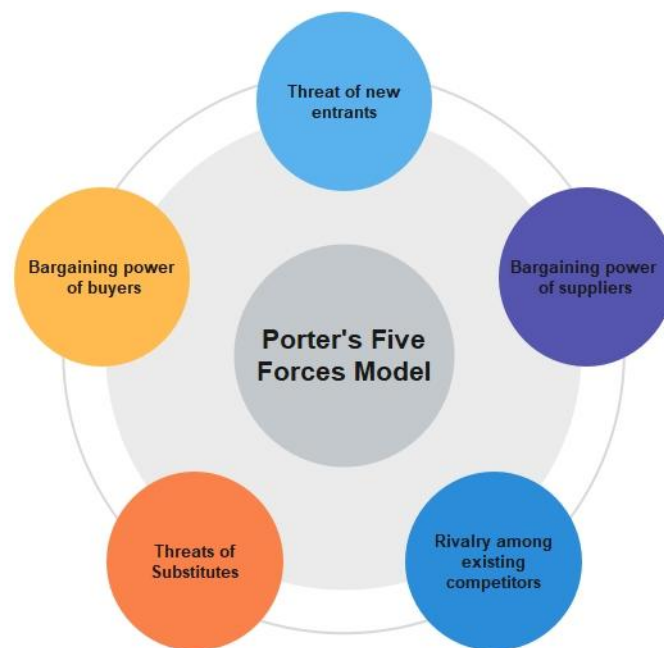 Threat of new
entrants
Bargaining power
of buyers
Bargaining power
of suppliers
Porter's Five
Forces Model
Threats of
Substitutes
Rivalry among
existing
competitors